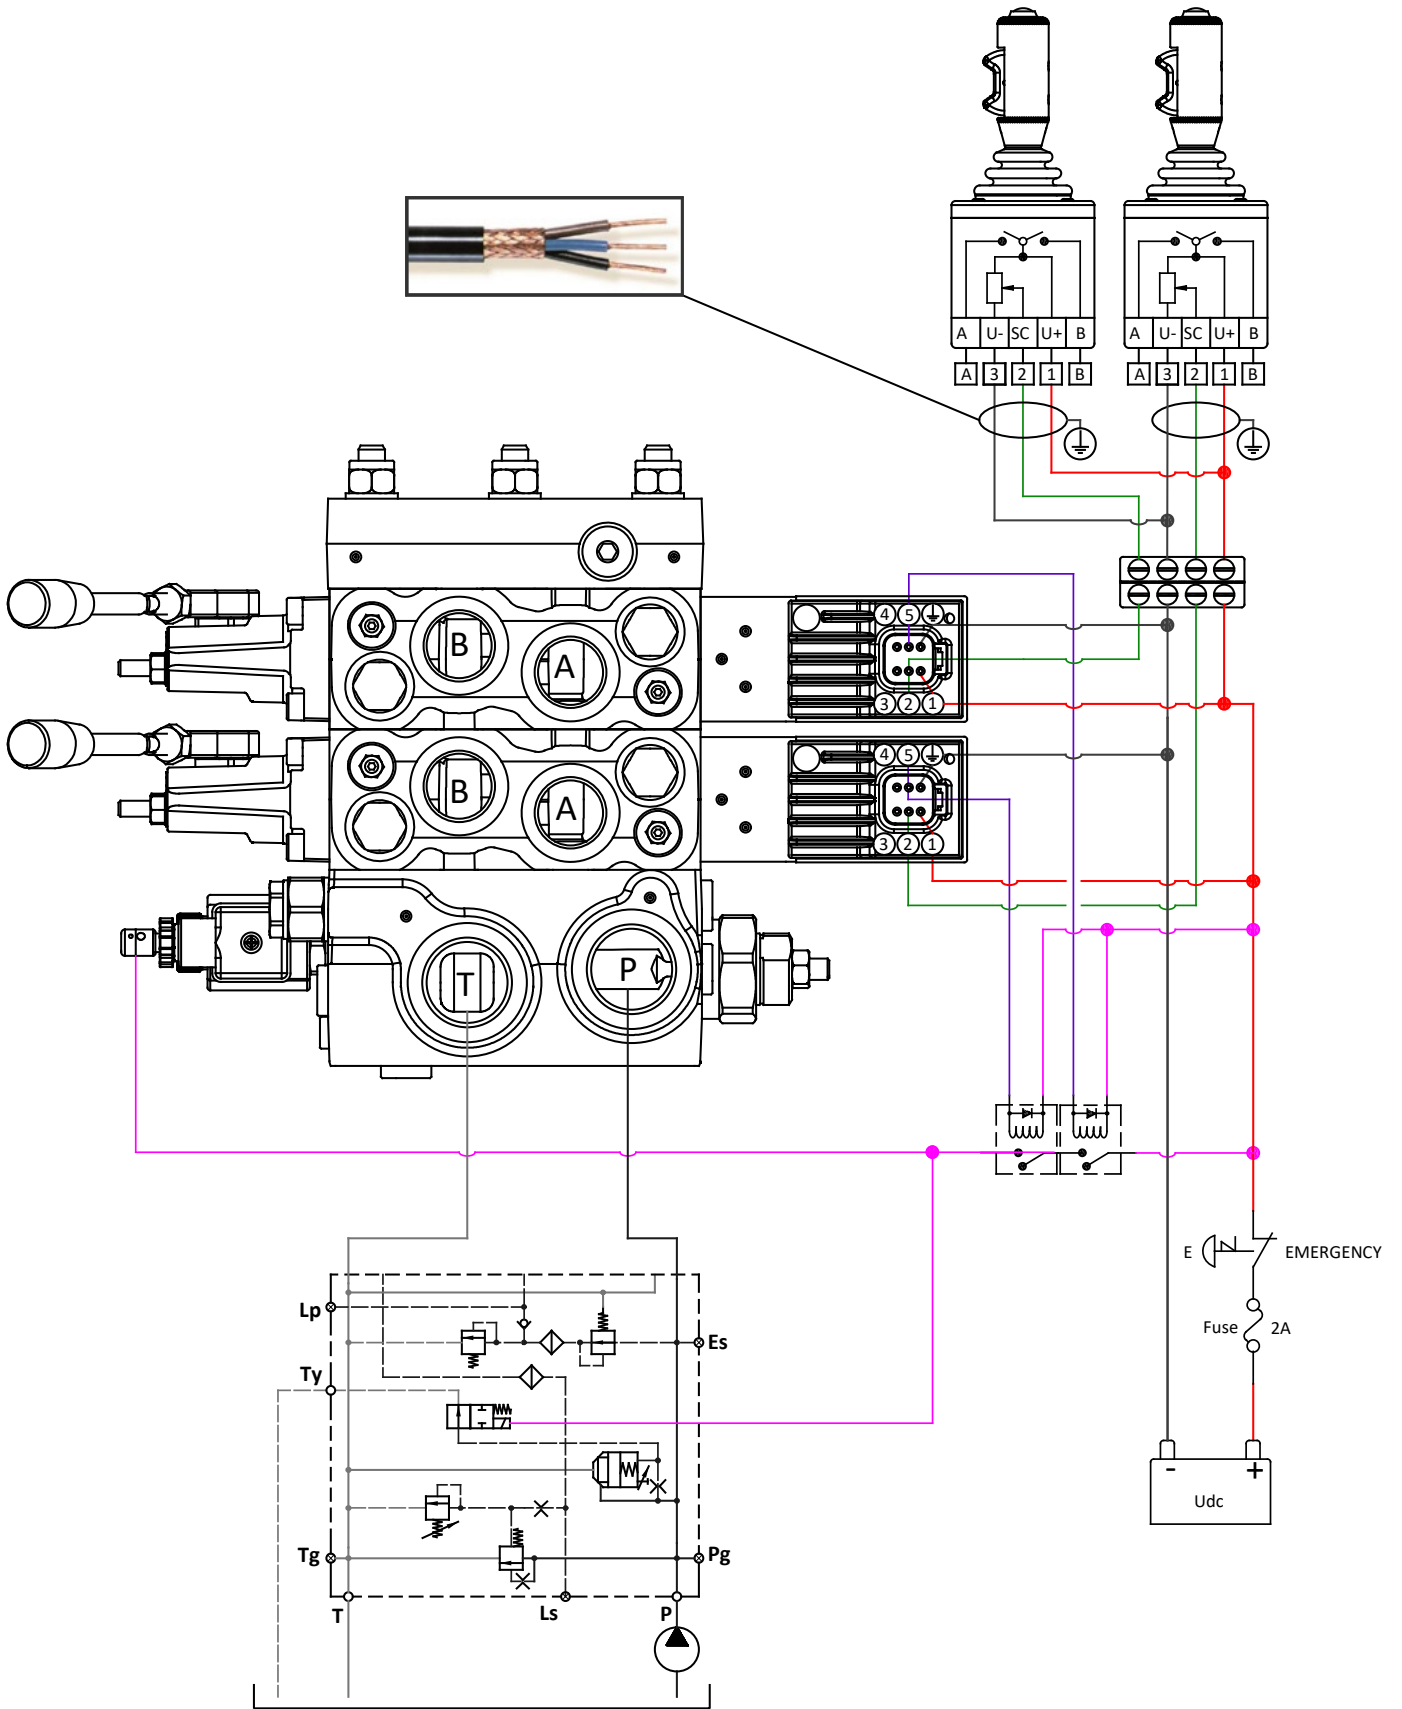 A U- SC U+ B A U- SC U+ B
A 3 2 1 B A 3 2 1 B
4 5
B A
3 2 1
4 5
B A
3 2 1
T P
E EMERGENCY
Lp
Fuse 2A
Es
Ty
- +
Udc
Tg Pg
T Ls P